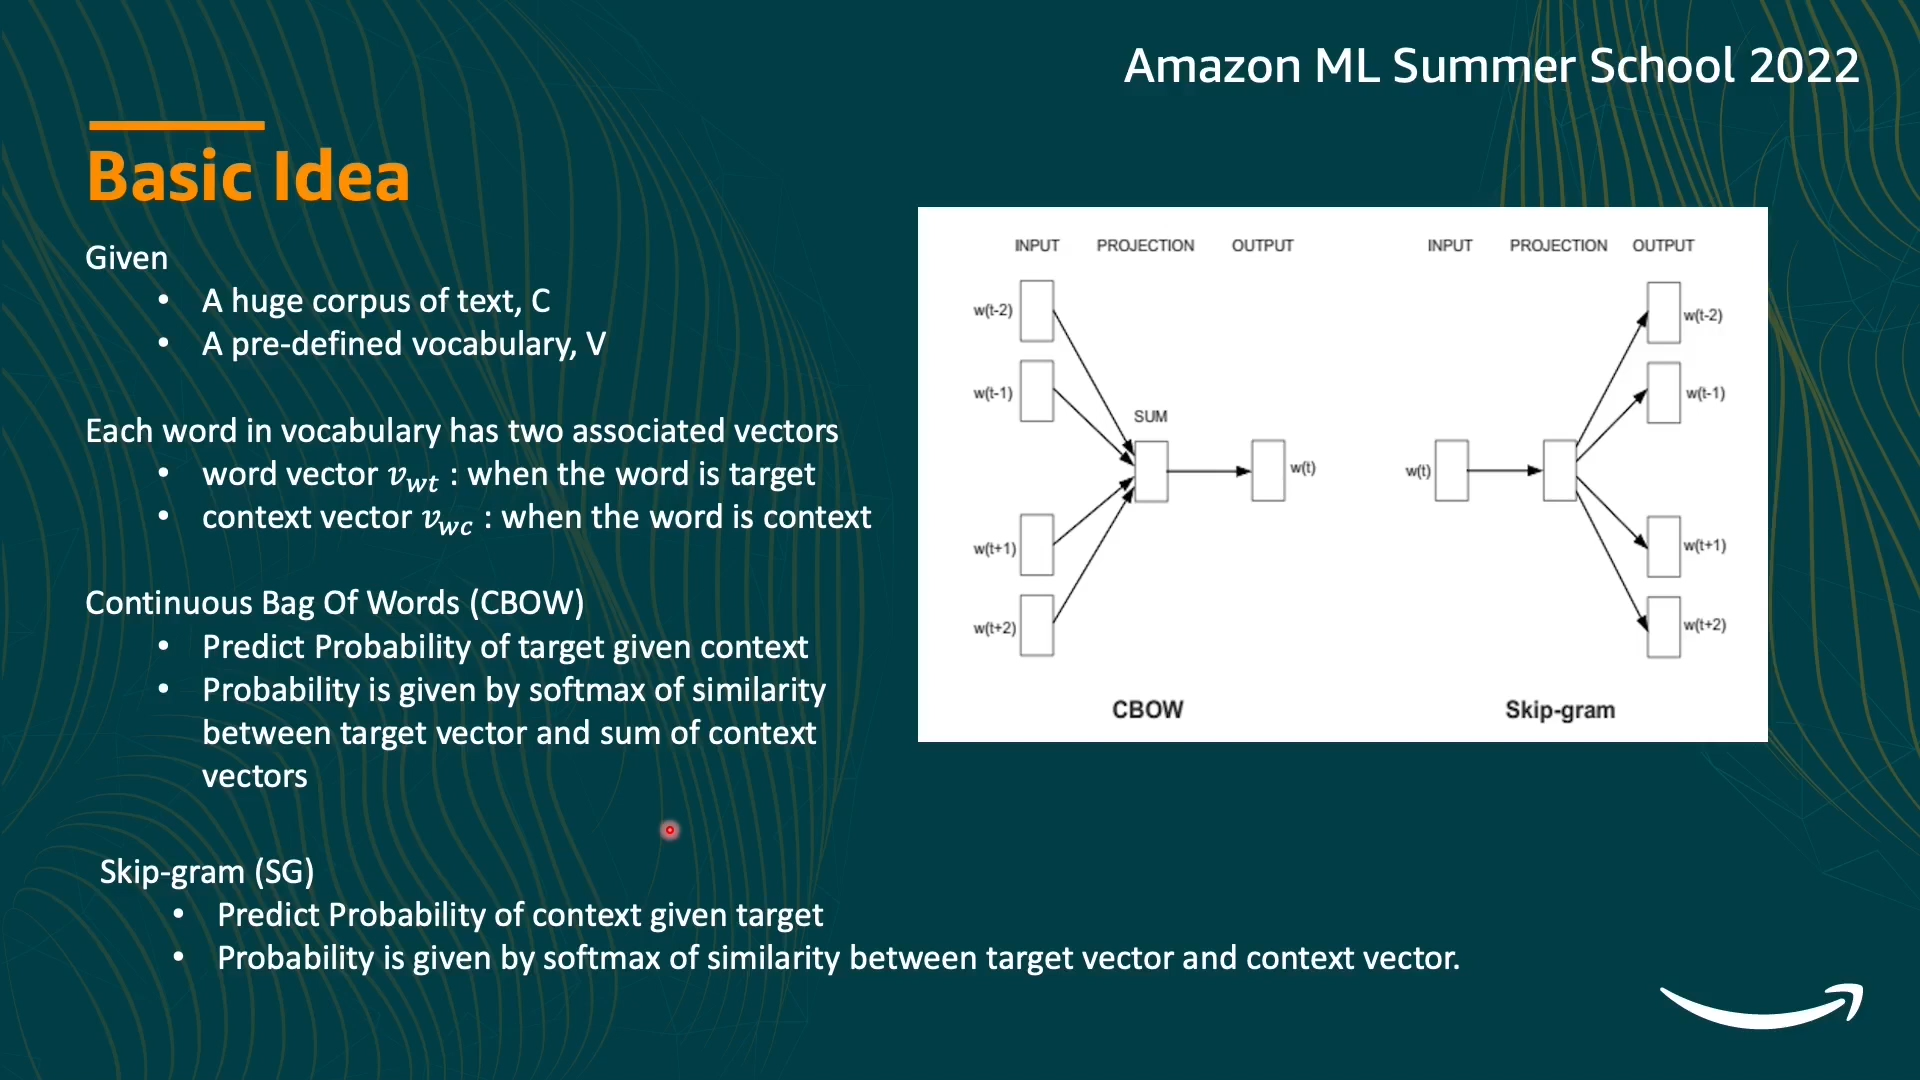 Amazon ML Summer School 2022
Basic Idea
Given
• A huge corpus of text, C
• A pre-defined vocabulary, V
Each word in vocabulary has two associated vectors
• word vector v_wt : when the word is target
• context vector v_wc : when the word is context
Continuous Bag Of Words (CBOW)
• Predict Probability of target given context
• Probability is given by softmax of similarity
between target vector and sum of context
vectors
Skip-gram (SG)
• Predict Probability of context given target
• Probability is given by softmax of similarity between target vector and context vector.
INPUT PROJECTION OUTPUT
w(t-2)
w(t-1)
SUM
w(t)
w(t+1)
w(t+2)
CBOW
INPUT PROJECTION OUTPUT
w(t-2)
w(t-1)
w(t)
w(t+1)
w(t+2)
Skip-gram